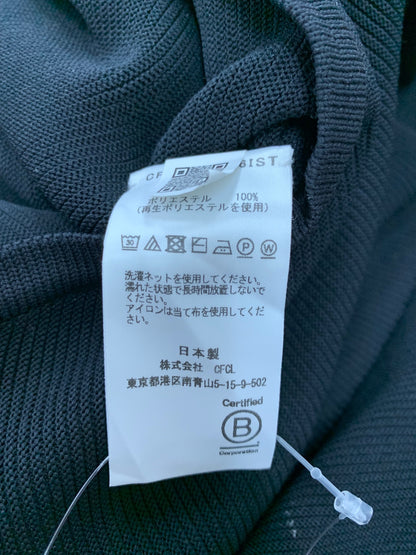 CF 6IST
ポリエステル 100%
(再生ポリエステルを使用)
30
P W
洗濯ネットを使用してください。
濡れた状態で長時間放置しないで
ください。
アイロンは当て布を使用してくだ
さい。
日本製
株式会社 CFCL
東京都港区南青山5-15-9-502
Certified
B
Corporation